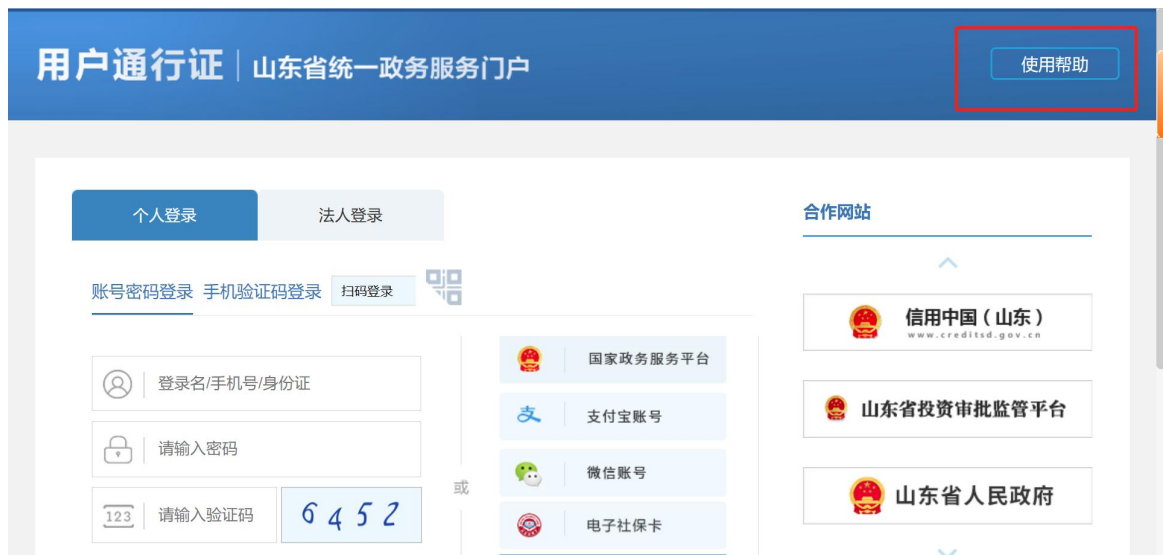 用户通行证 山东省统一政务服务门户
使用帮助
个人登录
法人登录
账号密码登录
手机验证码登录
扫码登录
登录名/手机号/身份证
请输入密码
123
请输入验证码
6452
或
国家政务服务平台
支 支付宝账号
微信账号
电子社保卡
合作网站
信用中国（山东）
www.creditsd.gov.cn
山东省投资审批监管平台
山东省人民政府